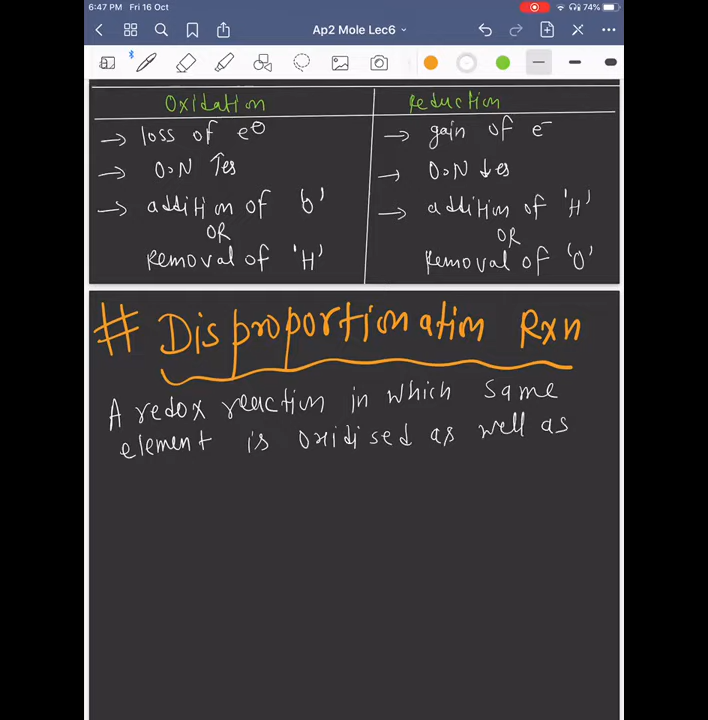 6:47 PM Fri 16 Oct 74%
Ap2 Mole Lec6
Oxidation
→ loss of e⊖
→ O.N ↑es
→ addition of 'O'
OR
Removal of 'H'
Reduction
→ gain of e⁻
→ O.N ↓es
→ addition of 'H'
OR
Removal of 'O'
# Disproportionation Rxn
A redox reaction in which same
element is oxidised as well as